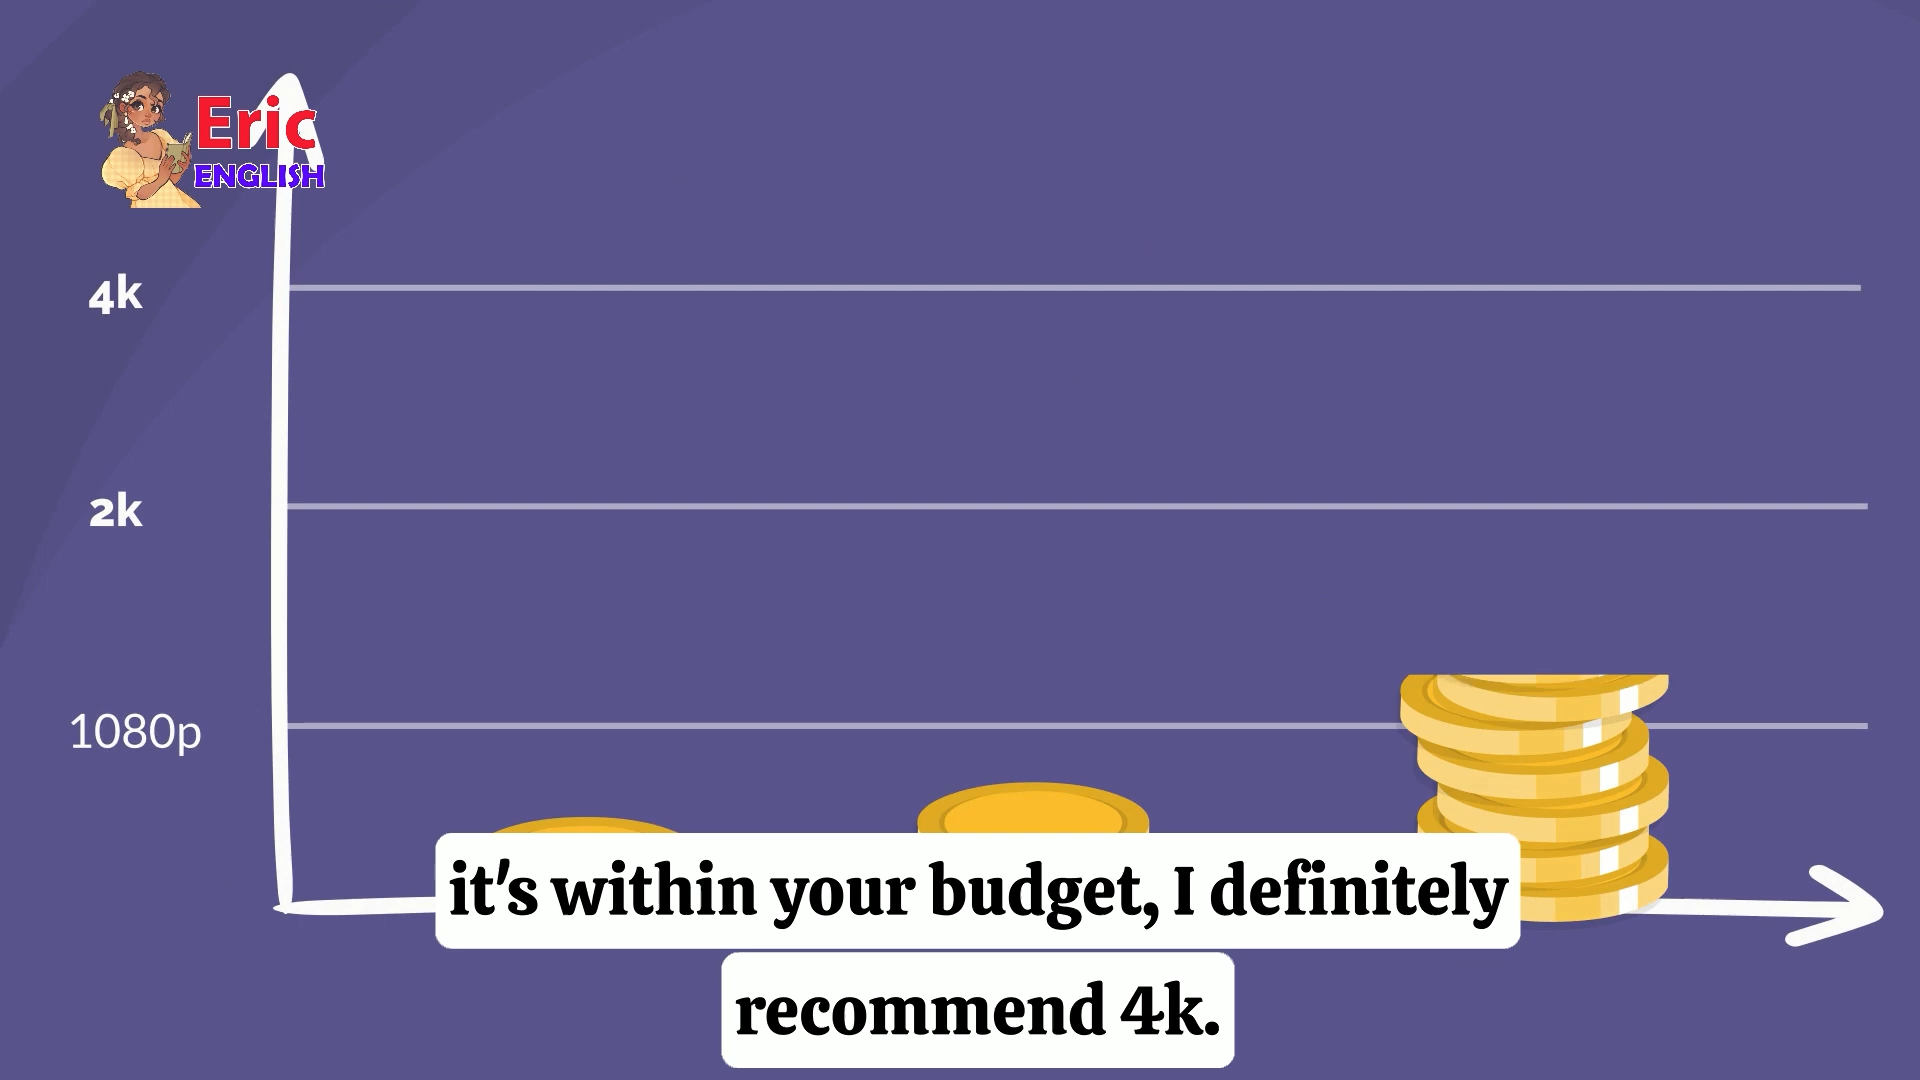 Eric
ENGLISH
4k
2k
1080p
it's within your budget, I definitely
recommend 4k.